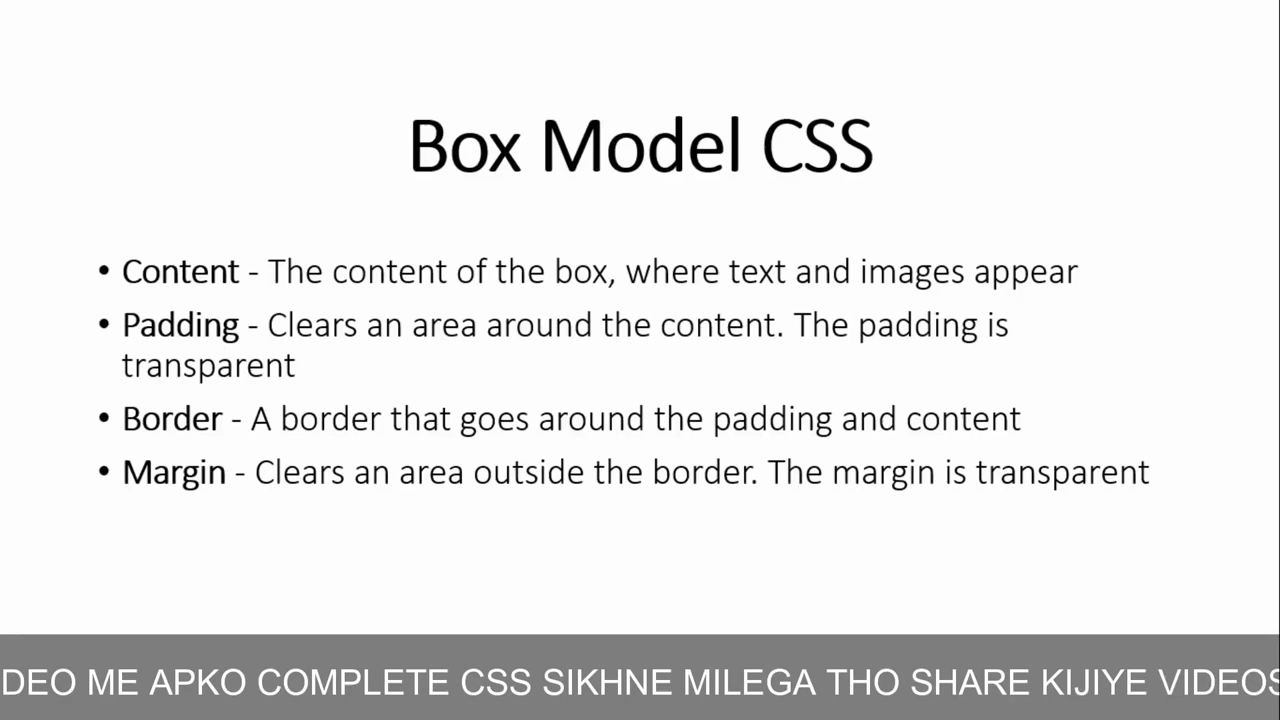 Box Model CSS
• Content - The content of the box, where text and images appear
• Padding - Clears an area around the content. The padding is
transparent
• Border - A border that goes around the padding and content
• Margin - Clears an area outside the border. The margin is transparent
DEO ME APKO COMPLETE CSS SIKHNE MILEGA THO SHARE KIJIYE VIDEOS